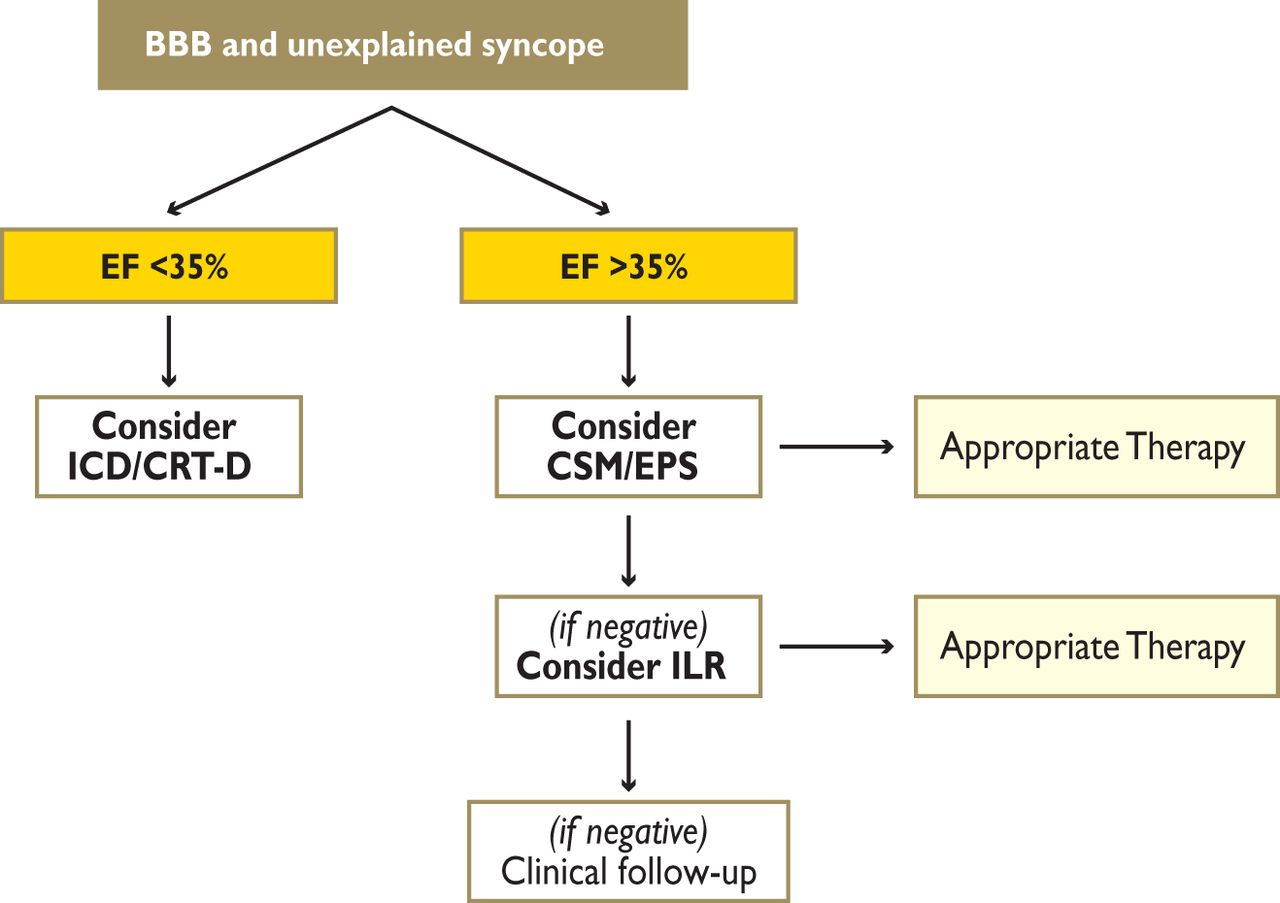 BBB and unexplained syncope
EF <35%
EF >35%
Consider
ICD/CRT-D
Consider
CSM/EPS
Appropriate Therapy
(if negative)
Consider ILR
Appropriate Therapy
(if negative)
Clinical follow-up